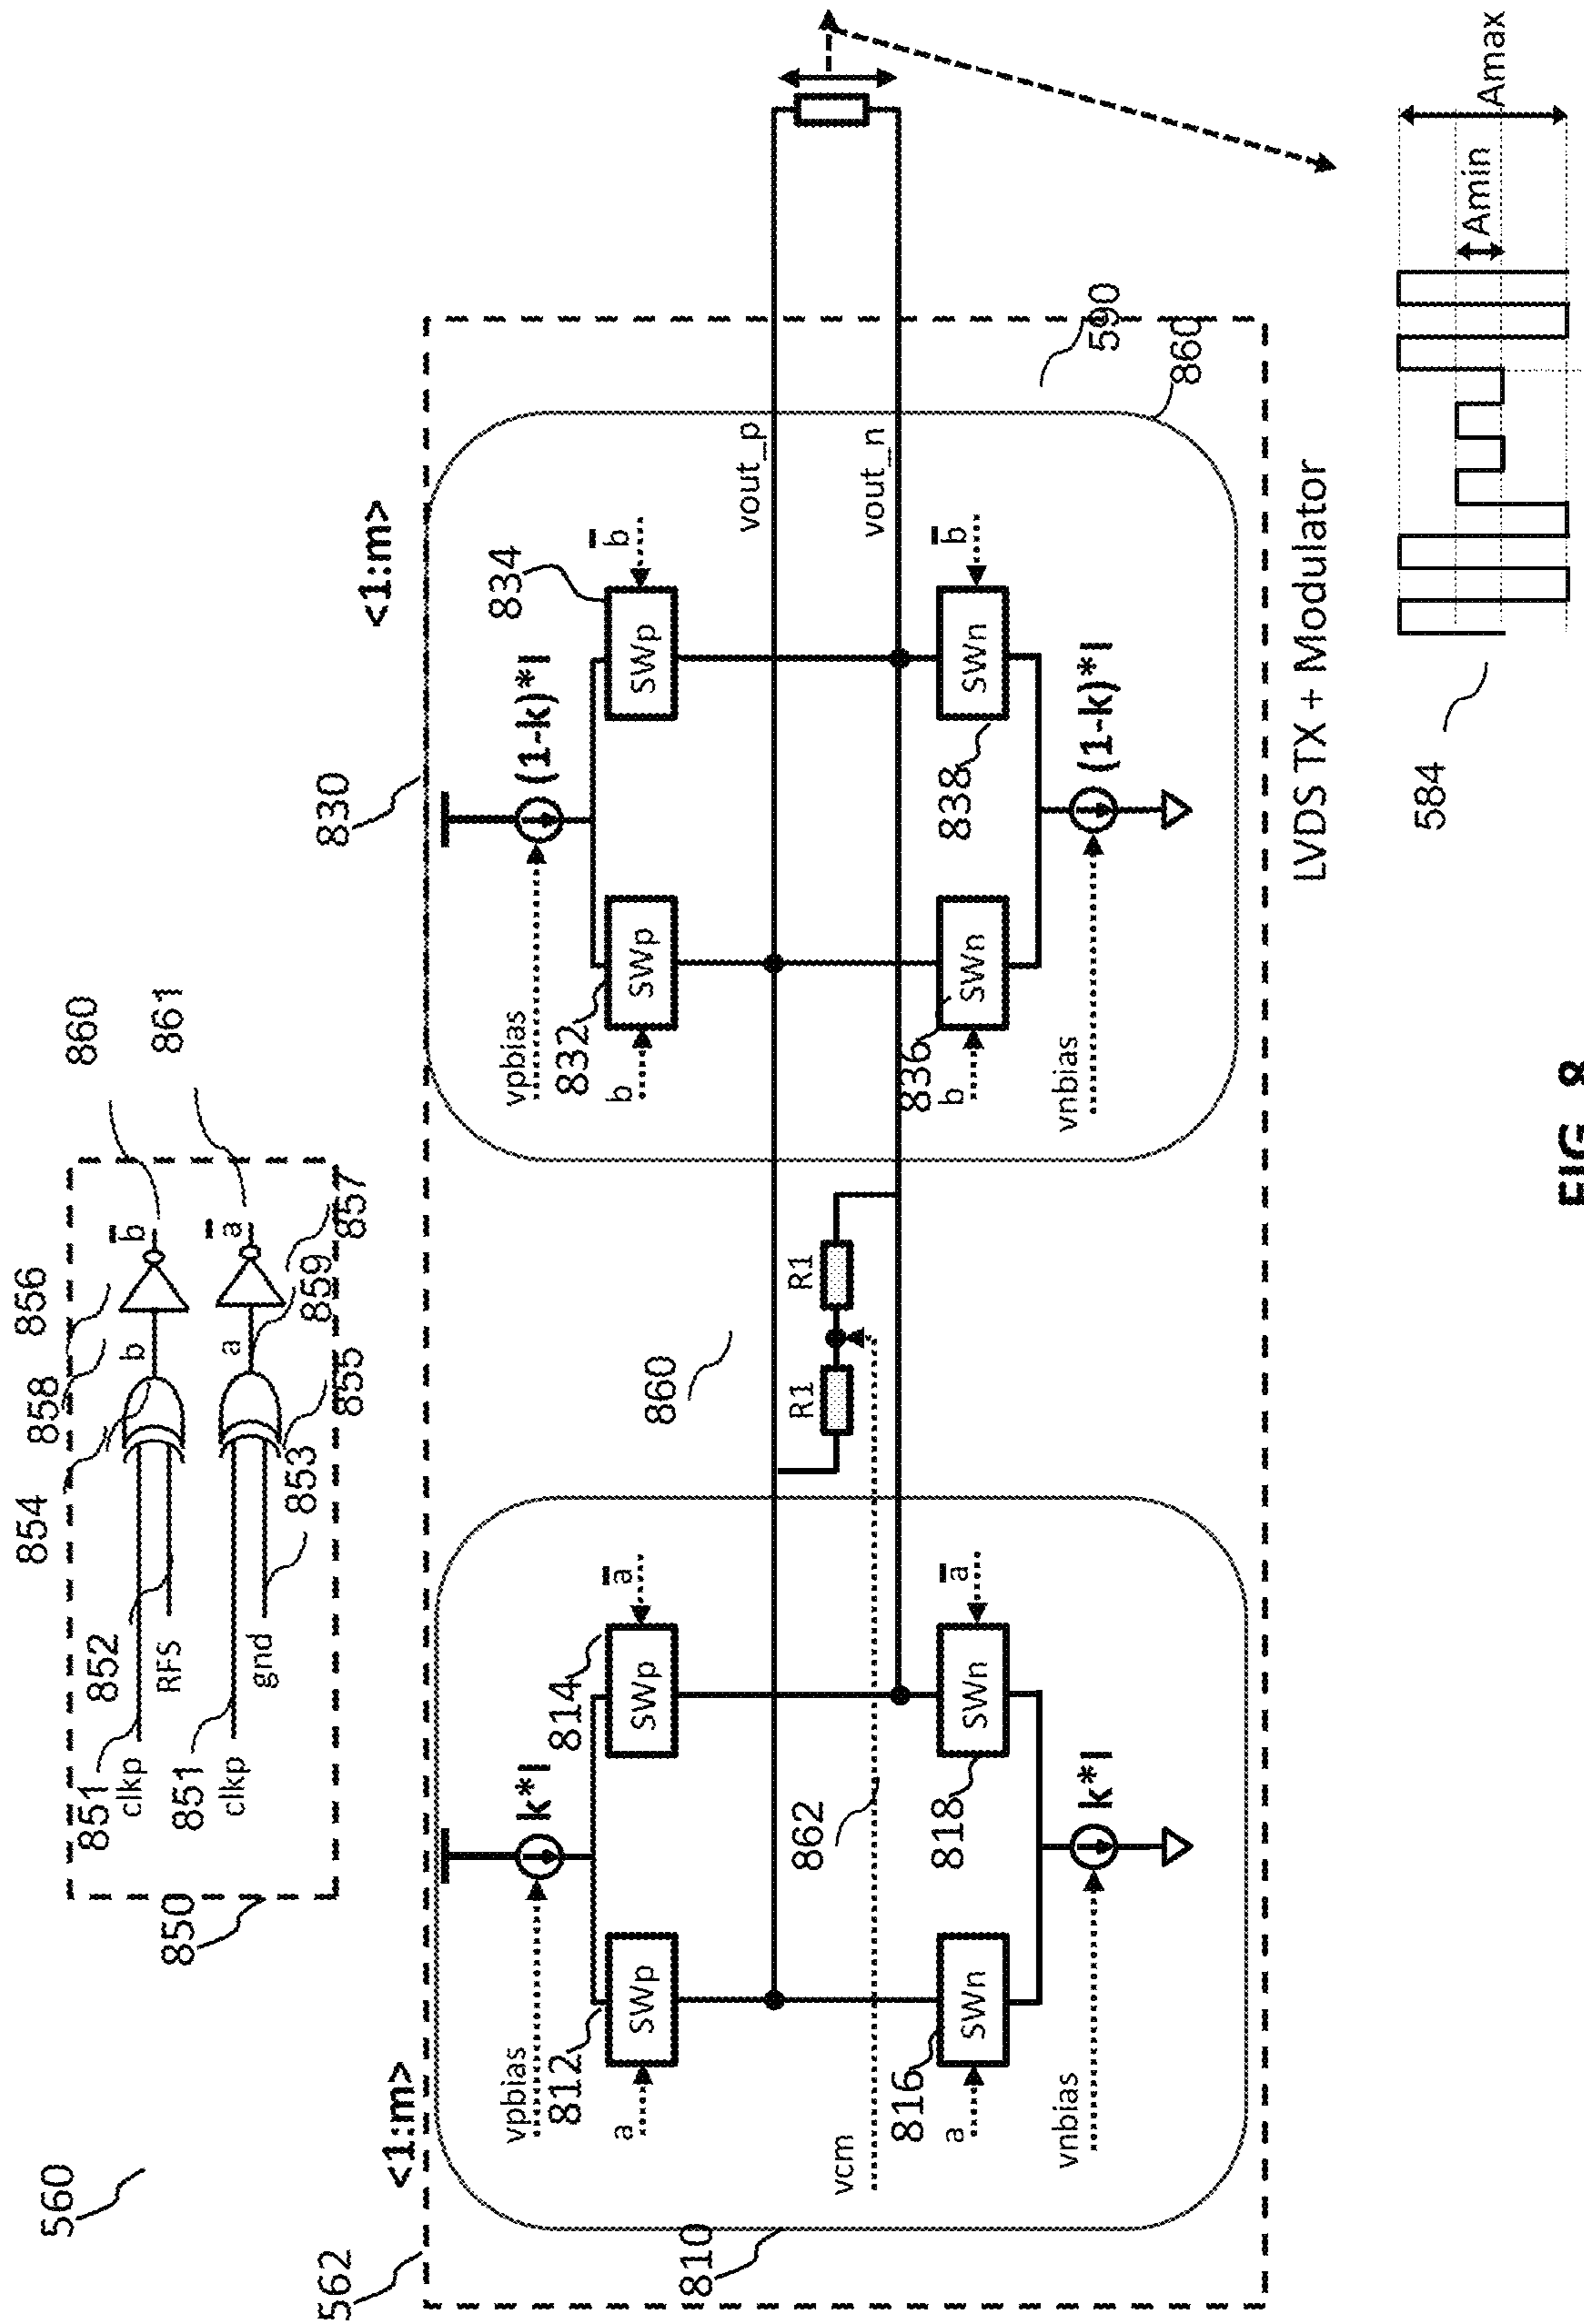 560
850
851
clkp
852
RFS
854
858
856
b
b̅
860
851
clkp
gnd
853
855
a
859
857
a̅
861
562
810
<1:m>
vpbias
k*I
812
SWp
a
814
SWp
a̅
vcm
862
816
SWn
a
818
SWn
a̅
vnbias
k*I
860
R1
R1
830
<1:m>
vpbias
(1-k)*I
832
SWp
b
834
SWp
b̅
vout_p
vout_n
836
SWn
b
838
SWn
b̅
vnbias
(1-k)*I
590
860
LVDS TX + Modulator
584
Amin
Amax
FIG. 8